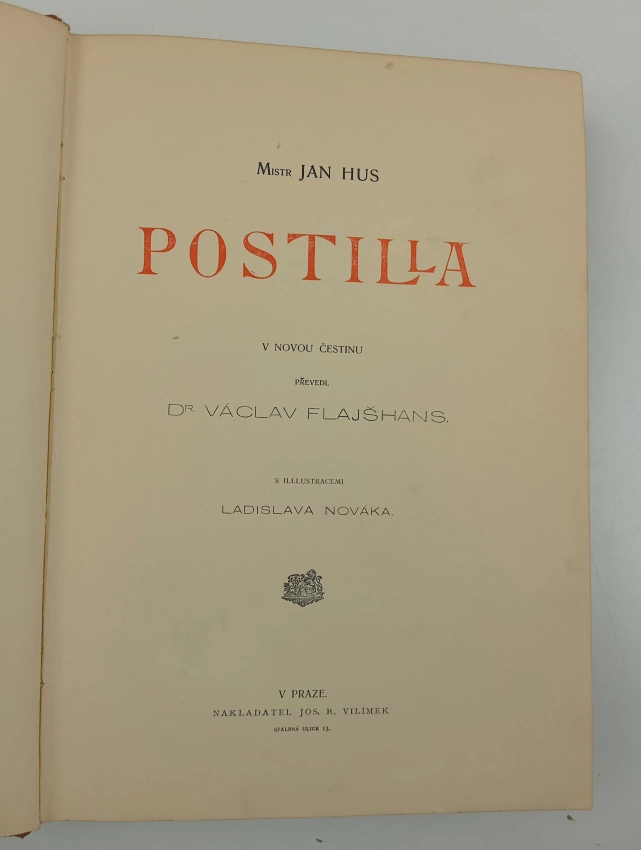 Mistr JAN HUS
POSTILLA
V NOVOU ČESTINU
PŘEVEDL
DR. VÁCLAV FLAJŠHANS.
S ILLLUSTRACEMI
LADISLAVA NOVÁKA.
V PRAZE.
NAKLADATEL JOS. R. VILÍMEK
SPÁLENÁ ULICE 13.